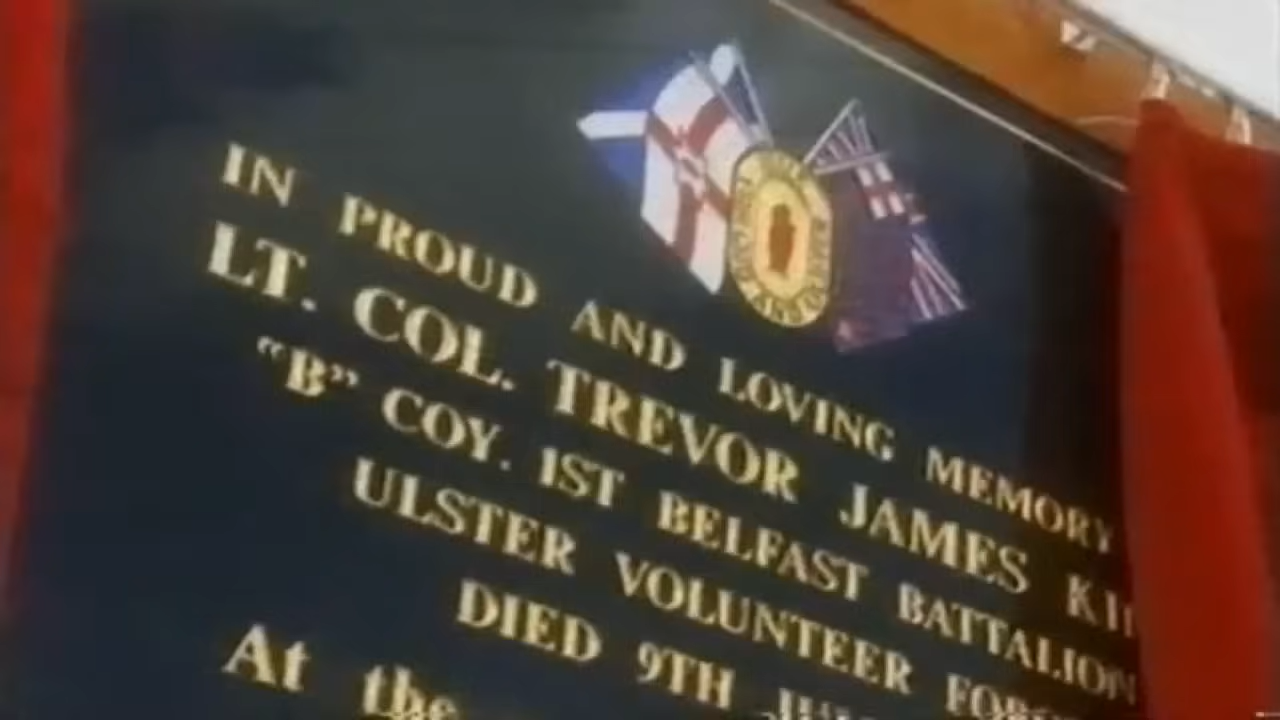 IN PROUD AND LOVING MEMORY
LT. COL. TREVOR JAMES
“B” COY. 1ST BELFAST BATTALION
ULSTER VOLUNTEER
DIED 9TH
At the